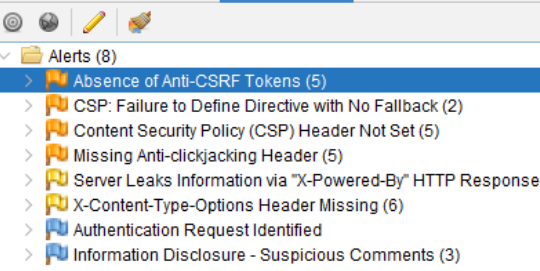 Alerts (8)
Absence of Anti-CSRF Tokens (5)
CSP: Failure to Define Directive with No Fallback (2)
Content Security Policy (CSP) Header Not Set (5)
Missing Anti-clickjacking Header (5)
Server Leaks Information via "X-Powered-By" HTTP Response
X-Content-Type-Options Header Missing (6)
Authentication Request Identified
Information Disclosure - Suspicious Comments (3)